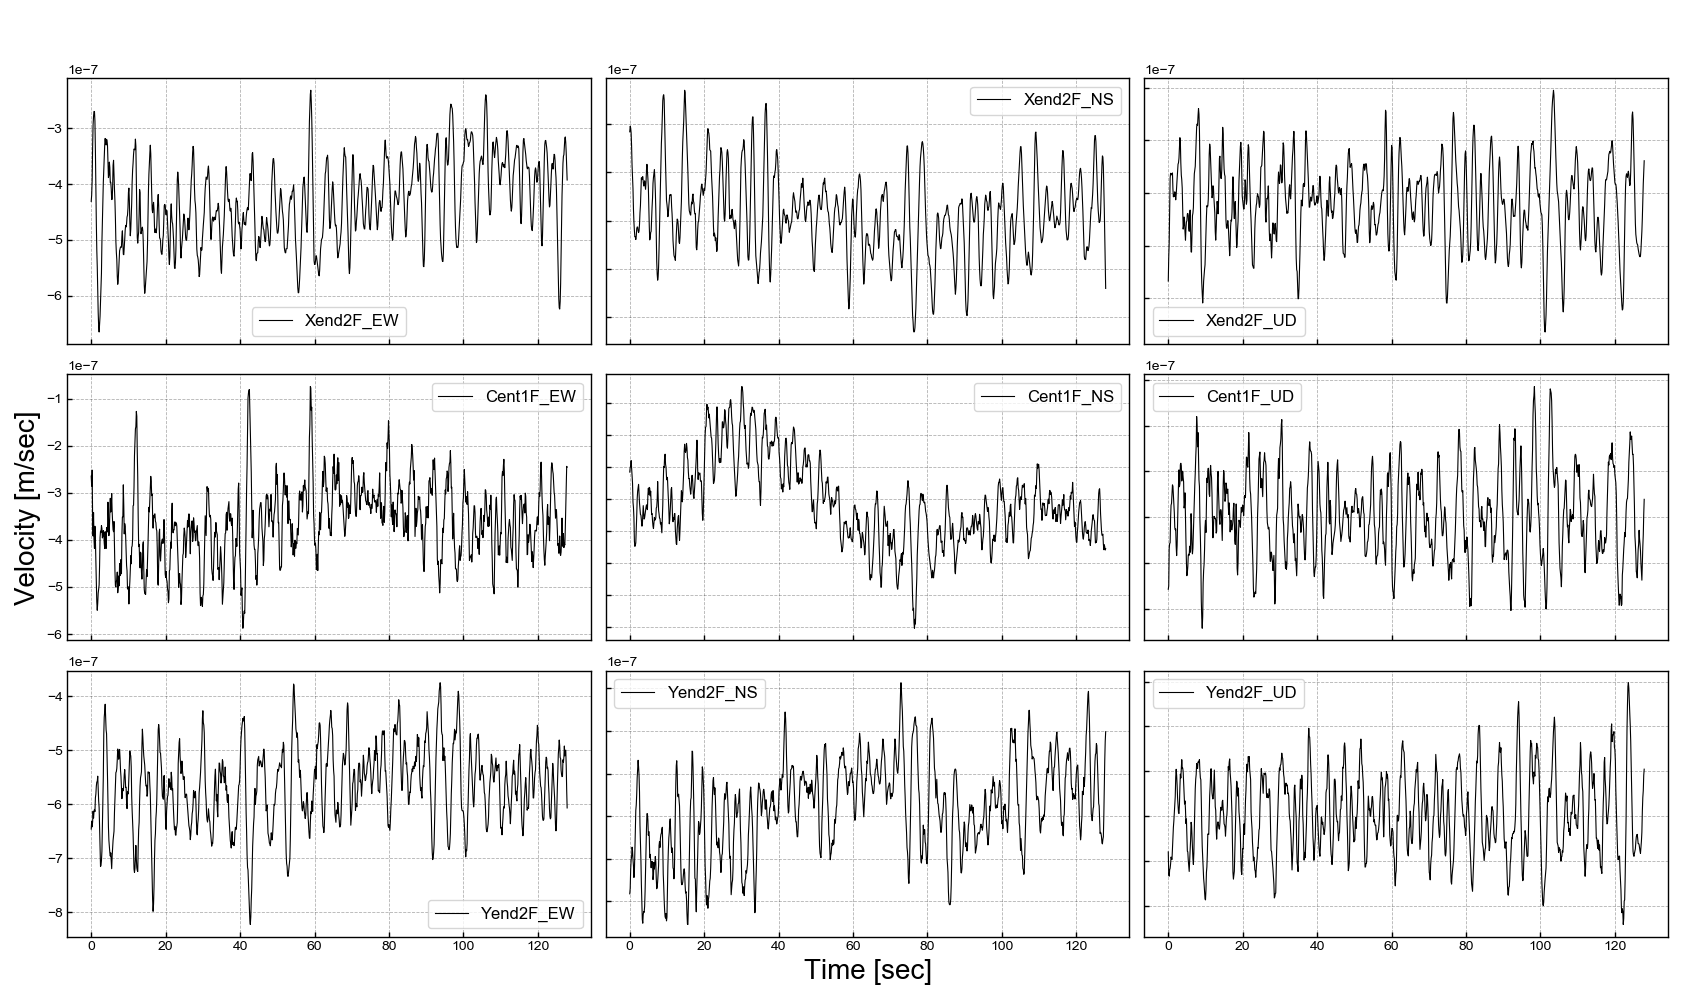 1e−7
1e−7
1e−7
−3
−4
−5
−6
Xend2F_EW
Xend2F_NS
Xend2F_UD
1e−7
1e−7
−1
−2
−3
−4
−5
−6
Cent1F_EW
Cent1F_NS
Cent1F_UD
Velocity [m/sec]
1e−7
1e−7
−4
−5
−6
−7
−8
Yend2F_EW
Yend2F_NS
Yend2F_UD
0 20 40 60 80 100 120
0 20 40 60 80 100 120
0 20 40 60 80 100 120
Time [sec]